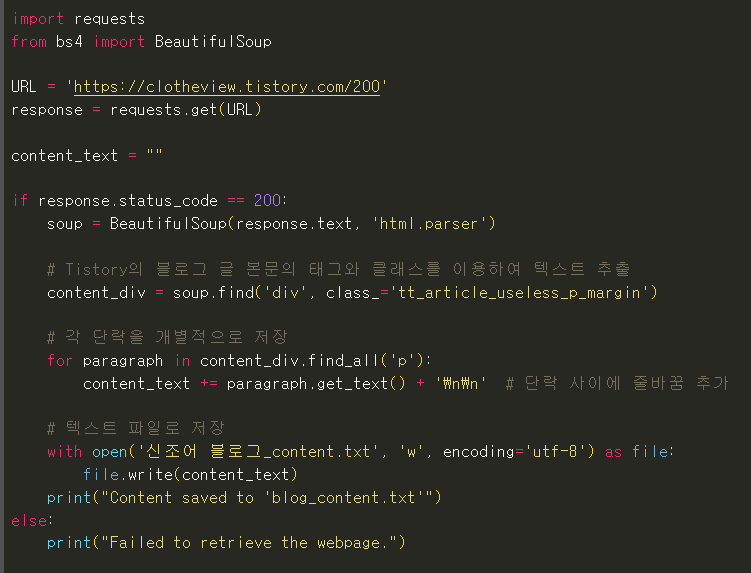 import requests
from bs4 import BeautifulSoup
URL = 'https://clotheview.tistory.com/200'
response = requests.get(URL)
content_text = ""
if response.status_code == 200:
    soup = BeautifulSoup(response.text, 'html.parser')
    # Tistory의 블로그 글 본문의 태그와 클래스를 이용하여 텍스트 추출
    content_div = soup.find('div', class_='tt_article_useless_p_margin')
    # 각 단락을 개별적으로 저장
    for paragraph in content_div.find_all('p'):
        content_text += paragraph.get_text() + '₩n₩n'  # 단락 사이에 줄바꿈 추가
    # 텍스트 파일로 저장
    with open('신조어 블로그_content.txt', 'w', encoding='utf-8') as file:
        file.write(content_text)
    print("Content saved to 'blog_content.txt'")
else:
    print("Failed to retrieve the webpage.")